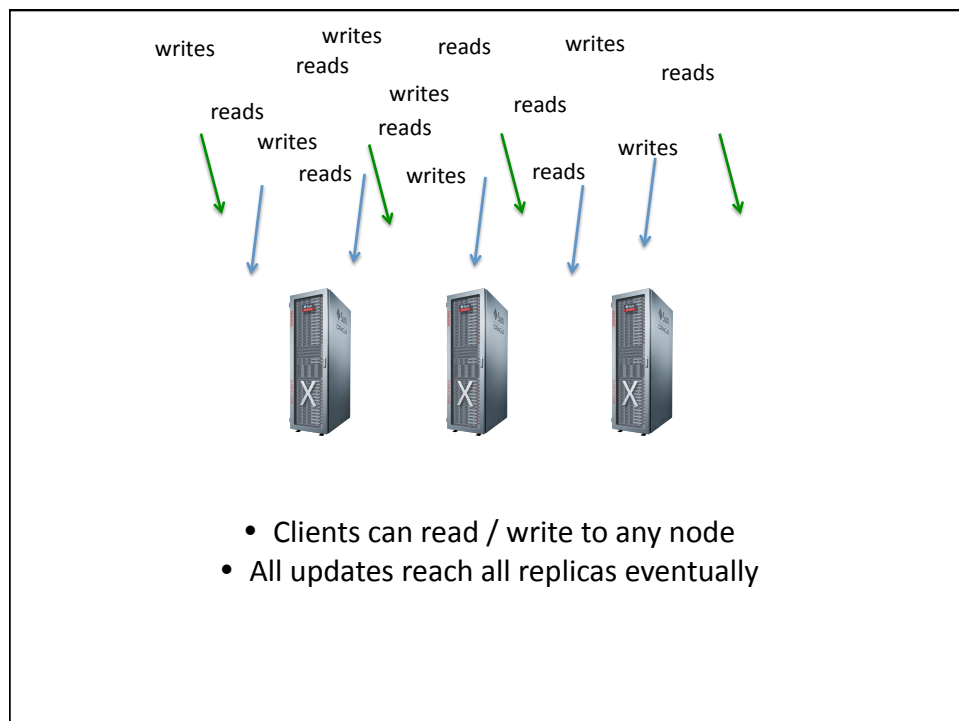 writes
writes
reads
writes
reads
reads
writes
reads
reads
writes
reads
writes
reads
writes
reads
writes
X
X
X
• Clients can read / write to any node
• All updates reach all replicas eventually